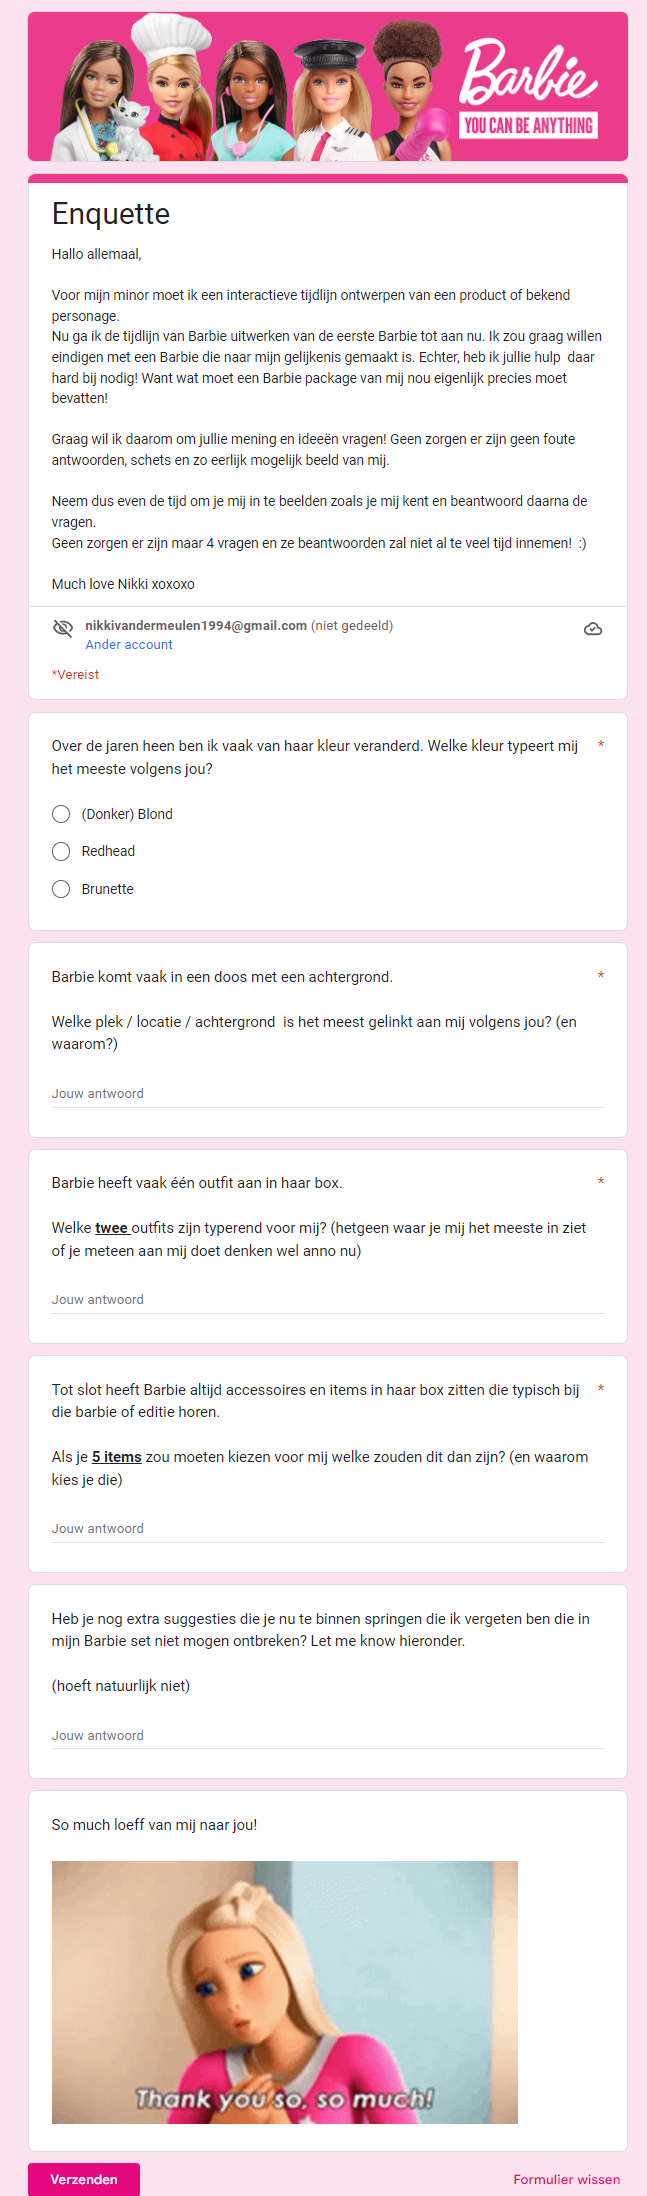 Barbie
YOU CAN BE ANYTHING
Enquette
Hallo allemaal,
Voor mijn minor moet ik een interactieve tijdlijn ontwerpen van een product of bekend
personage.
Nu ga ik de tijdlijn van Barbie uitwerken van de eerste Barbie tot aan nu. Ik zou graag willen
eindigen met een Barbie die naar mijn gelijkenis gemaakt is. Echter, heb ik jullie hulp  daar
hard bij nodig! Want wat moet een Barbie package van mij nou eigenlijk precies moet
bevatten!
Graag wil ik daarom om jullie mening en ideeën vragen! Geen zorgen er zijn geen foute
antwoorden, schets en zo eerlijk mogelijk beeld van mij.
Neem dus even de tijd om je mij in te beelden zoals je mij kent en beantwoord daarna de
vragen.
Geen zorgen er zijn maar 4 vragen en ze beantwoorden zal niet al te veel tijd innemen!  :)
Much love Nikki xoxoxo
nikkivandermeulen1994@gmail.com (niet gedeeld)
Ander account
*Vereist
Over de jaren heen ben ik vaak van haar kleur veranderd. Welke kleur typeert mij *
het meeste volgens jou?
(Donker) Blond
Redhead
Brunette
Barbie komt vaak in een doos met een achtergrond. *
Welke plek / locatie / achtergrond  is het meest gelinkt aan mij volgens jou? (en
waarom?)
Jouw antwoord
Barbie heeft vaak één outfit aan in haar box. *
Welke twee outfits zijn typerend voor mij? (hetgeen waar je mij het meeste in ziet
of je meteen aan mij doet denken wel anno nu)
Jouw antwoord
Tot slot heeft Barbie altijd accessoires en items in haar box zitten die typisch bij *
die barbie of editie horen.
Als je 5 items zou moeten kiezen voor mij welke zouden dit dan zijn? (en waarom
kies je die)
Jouw antwoord
Heb je nog extra suggesties die je nu te binnen springen die ik vergeten ben die in
mijn Barbie set niet mogen ontbreken? Let me know hieronder.
(hoeft natuurlijk niet)
Jouw antwoord
So much loeff van mij naar jou!
Thank you so, so much!
Verzenden
Formulier wissen